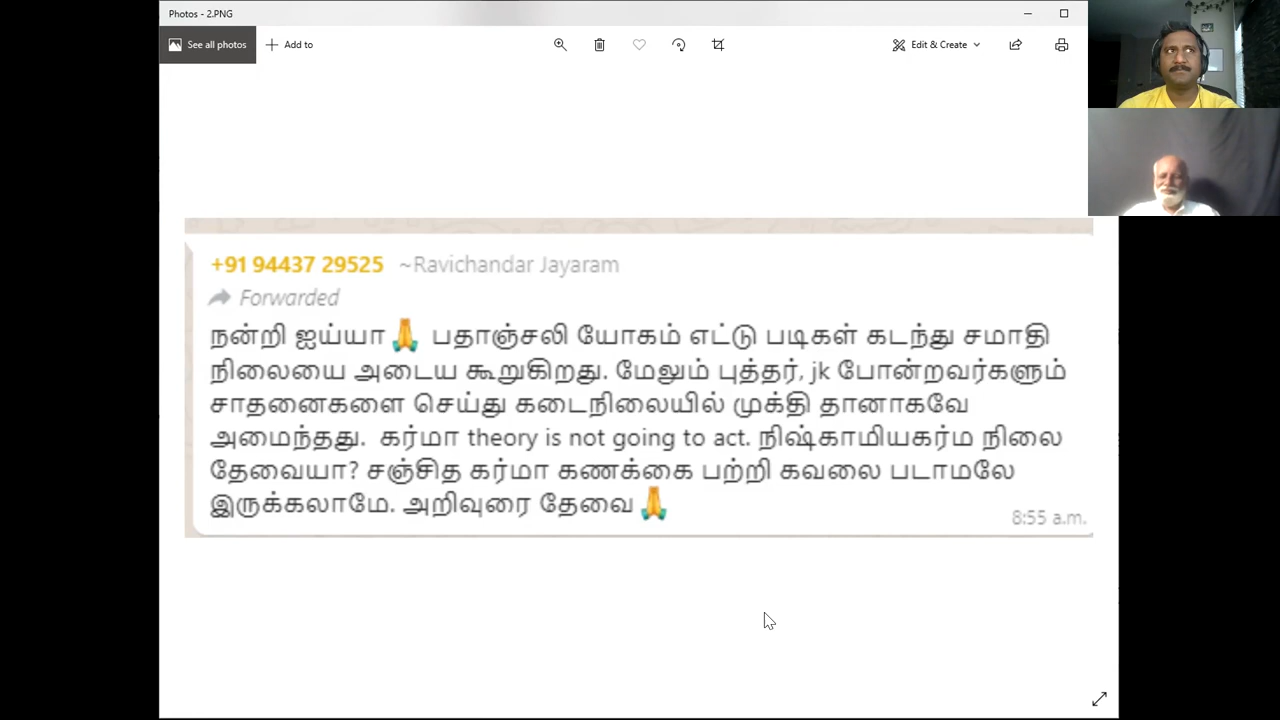 Photos - 2.PNG
See all photos
Add to
Edit & Create
+91 94437 29525 ~Ravichandar Jayaram
Forwarded
நன்றி ஐய்யா🙏 பதாஞ்சலி யோகம் எட்டு படிகள் கடந்து சமாதி
நிலையை அடைய கூறுகிறது. மேலும் புத்தர், jk போன்றவர்களும்
சாதனைகளை செய்து கடைநிலையில் முக்தி தானாகவே
அமைந்தது. கர்மா theory is not going to act. நிஷ்காமியகர்ம நிலை
தேவையா? சஞ்சித கர்மா கணக்கை பற்றி கவலை படாமலே
இருக்கலாமே. அறிவுரை தேவை🙏
8:55 a.m.